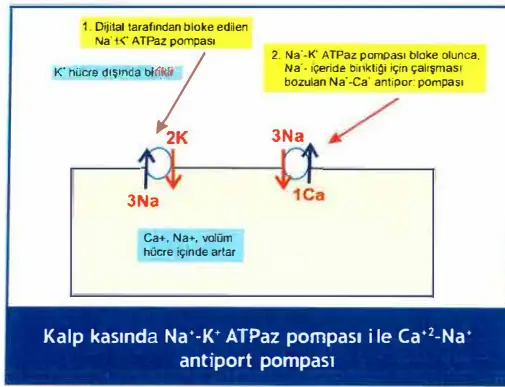 1. Dijital tarafından bloke edilen
Na+-K+ ATPaz pompası
2. Na+-K+ ATPaz pompası bloke olunca,
Na+- içeride biriktiği için çalışması
bozulan Na+-Ca+ antiport pompası
K+ hücre dışında birikir
2K
3Na
3Na
1Ca
Ca+, Na+, volüm
hücre içinde artar
Kalp kasında Na+-K+ ATPaz pompası ile Ca+2-Na+
antiport pompası